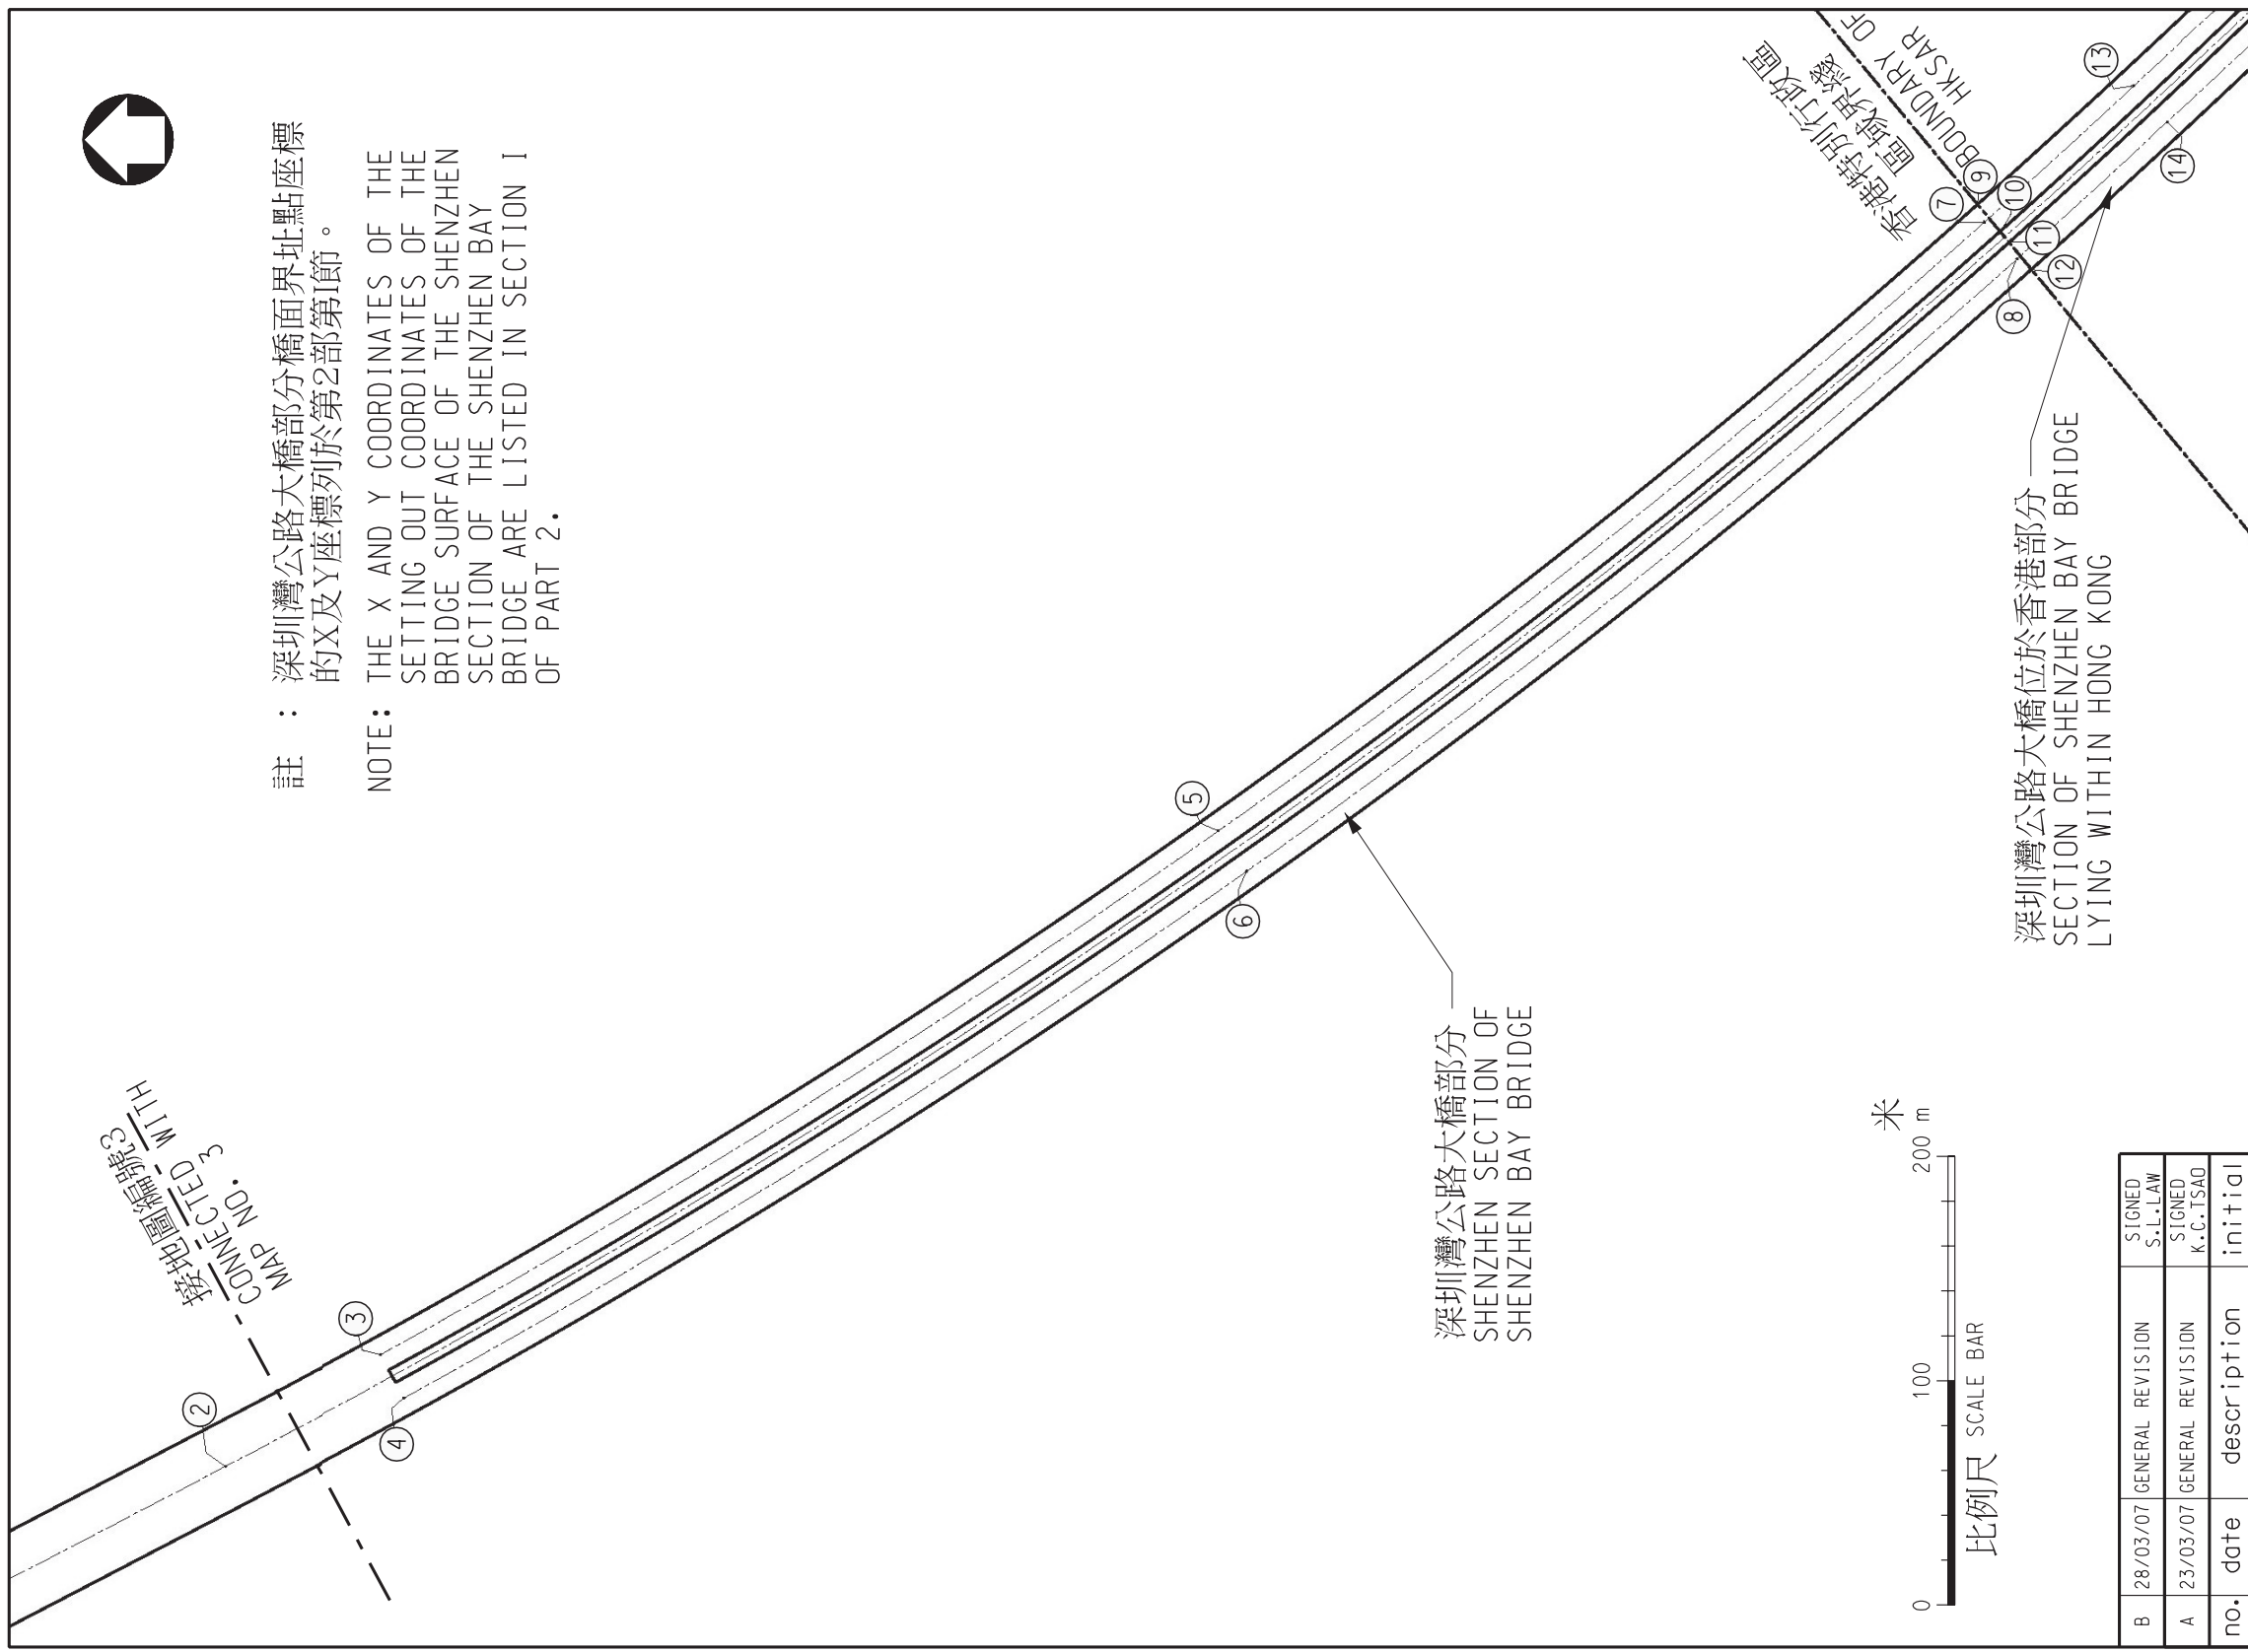 註 : 深圳灣公路大橋部分橋面界址點座標
的X及Y座標列於第2部第I節。
NOTE: THE X AND Y COORDINATES OF THE
SETTING OUT COORDINATES OF THE
BRIDGE SURFACE OF THE SHENZHEN
SECTION OF THE SHENZHEN BAY
BRIDGE ARE LISTED IN SECTION I
OF PART 2.
接地圖編號3
CONNECTED WITH
MAP NO. 3
2
3
4
5
6
7
8
9
10
11
12
13
14
香港特別行政區
區域界綫
BOUNDARY OF
HKSAR
深圳灣公路大橋部分
SHENZHEN SECTION OF
SHENZHEN BAY BRIDGE
深圳灣公路大橋位於香港部分
SECTION OF SHENZHEN BAY BRIDGE
LYING WITHIN HONG KONG
米
0 100 200 m
比例尺 SCALE BAR
B 28/03/07 GENERAL REVISION SIGNED
S.L.LAW
A 23/03/07 GENERAL REVISION SIGNED
K.C.TSAO
no. date description initial